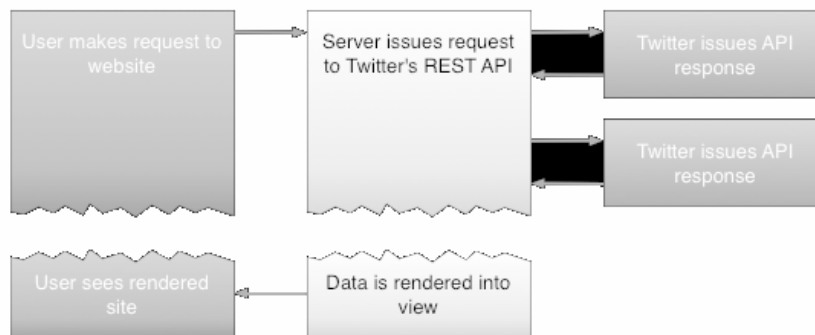 User makes request to
website
Server issues request
to Twitter's REST API
Twitter issues API
response
Twitter issues API
response
User sees rendered
site
Data is rendered into
view